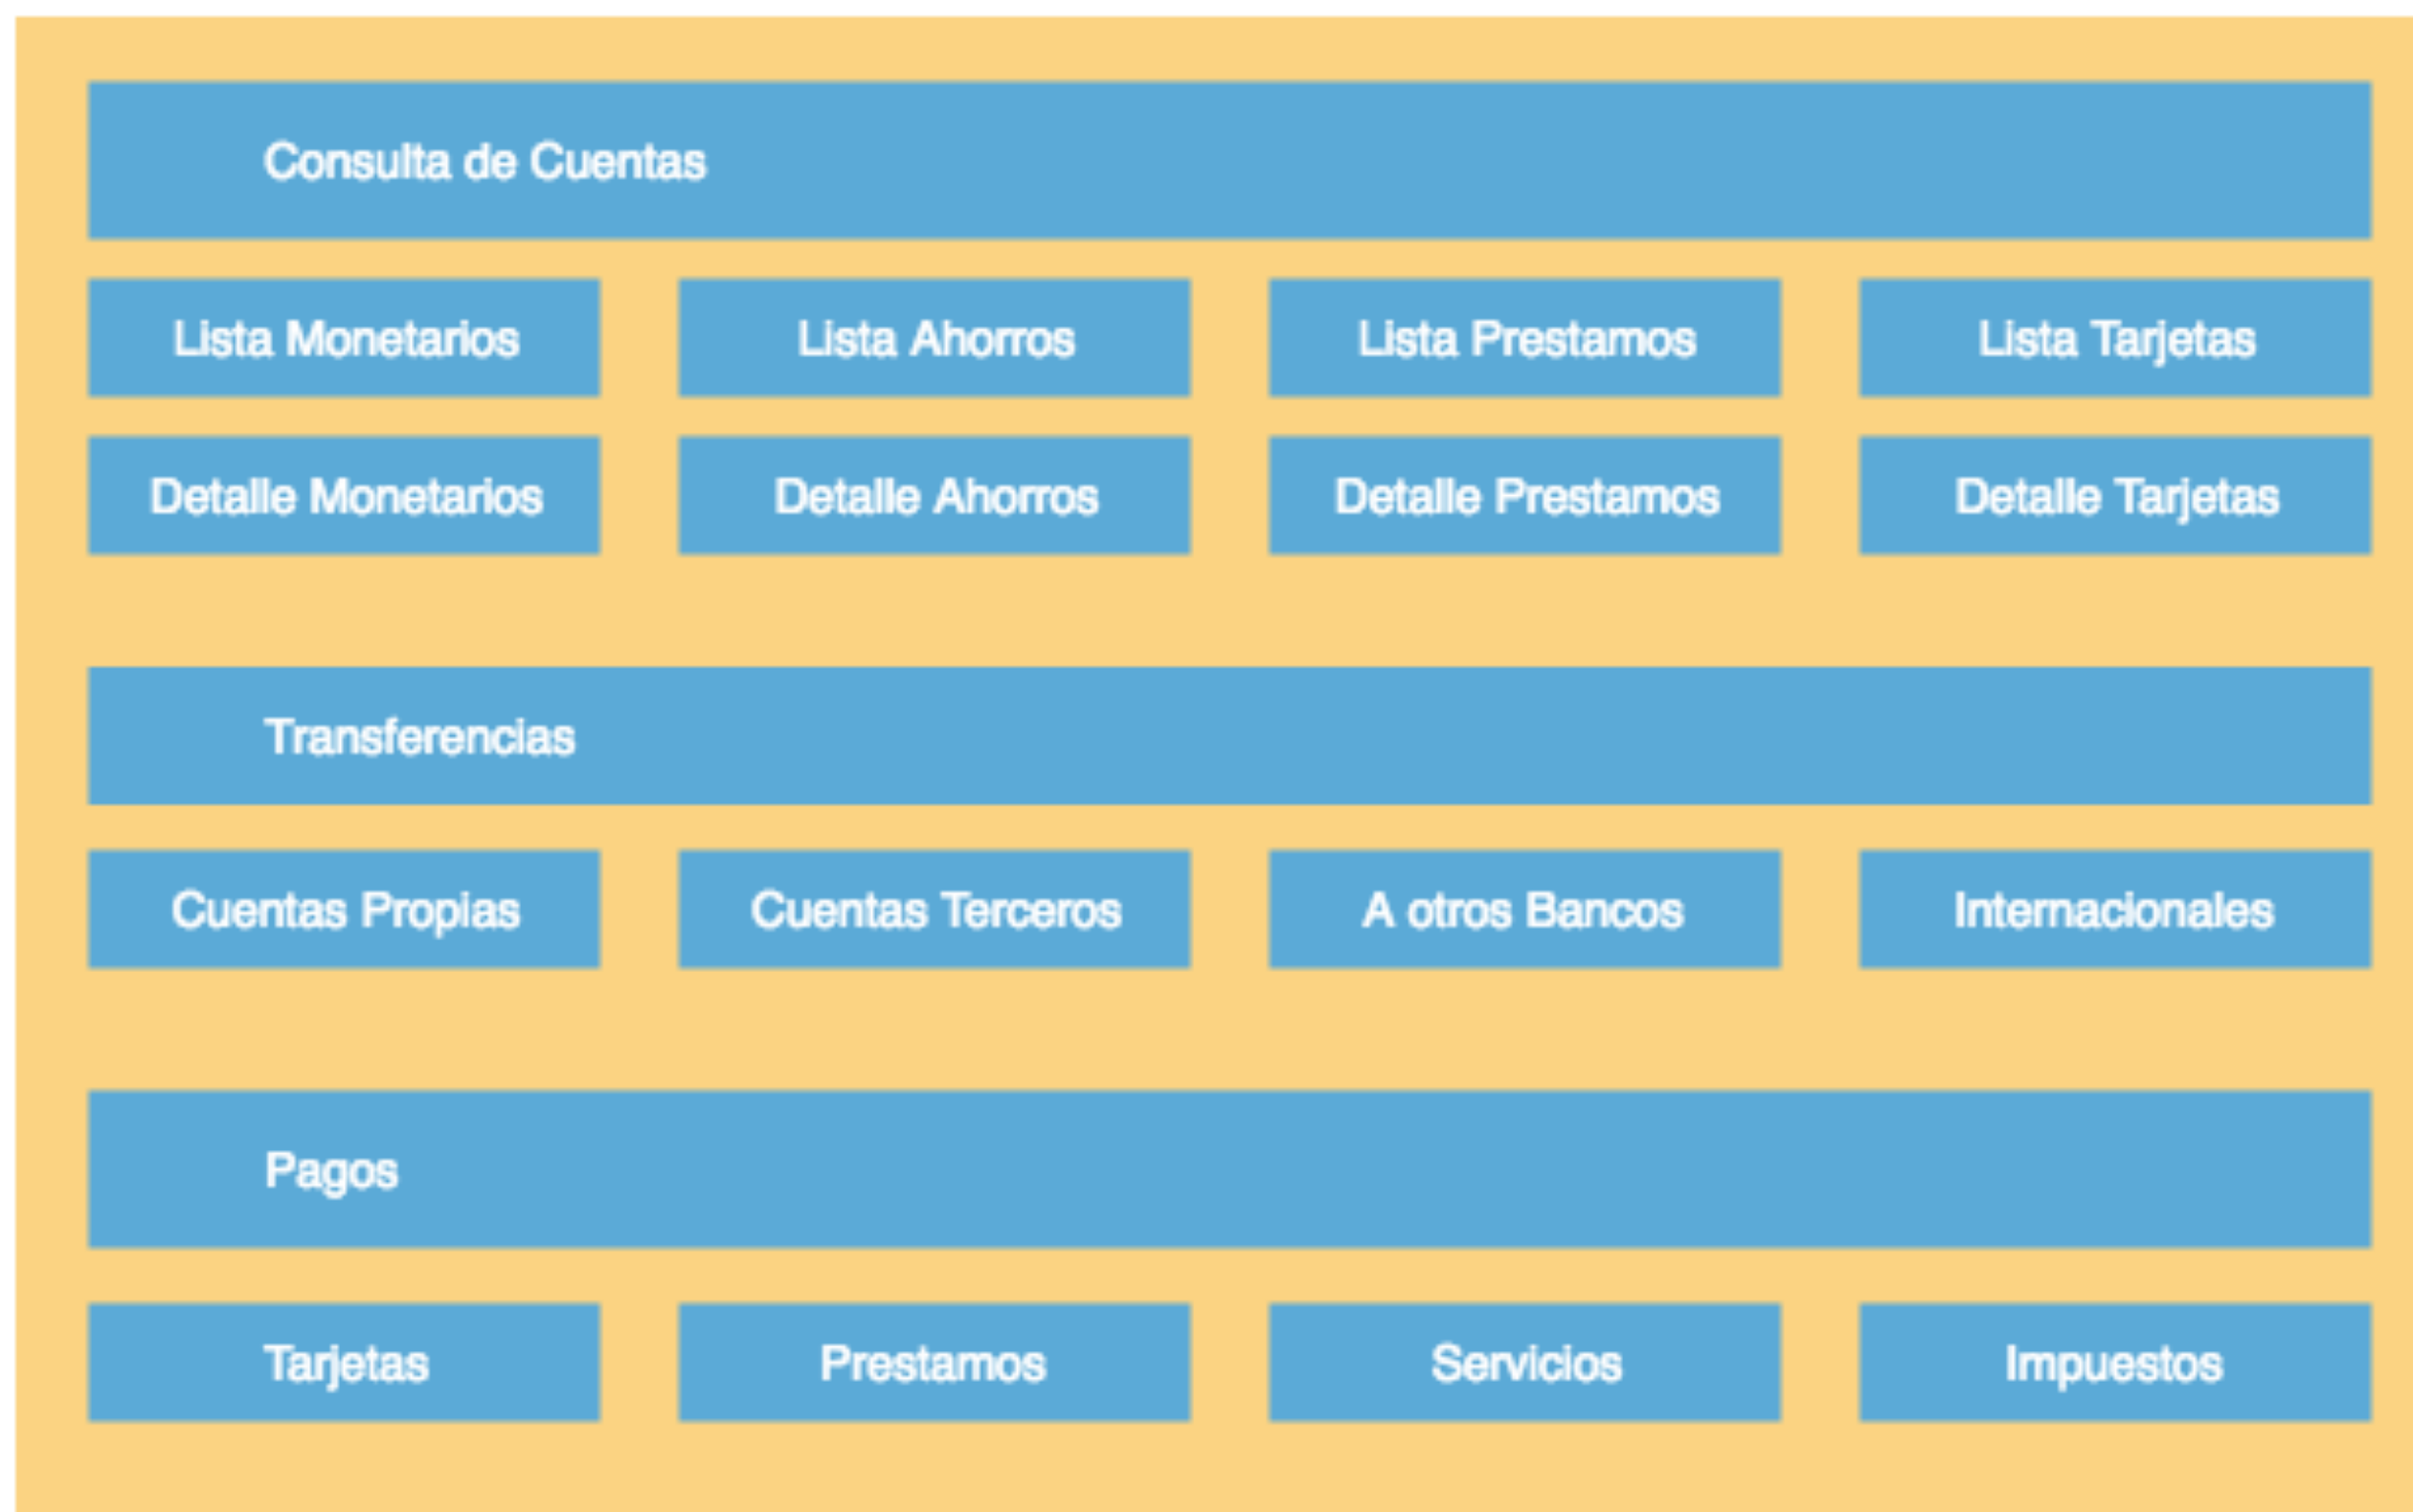 Consulta de Cuentas
Lista Monetarios
Lista Ahorros
Lista Prestamos
Lista Tarjetas
Detalle Monetarios
Detalle Ahorros
Detalle Prestamos
Detalle Tarjetas
Transferencias
Cuentas Propias
Cuentas Terceros
A otros Bancos
Internacionales
Pagos
Tarjetas
Prestamos
Servicios
Impuestos